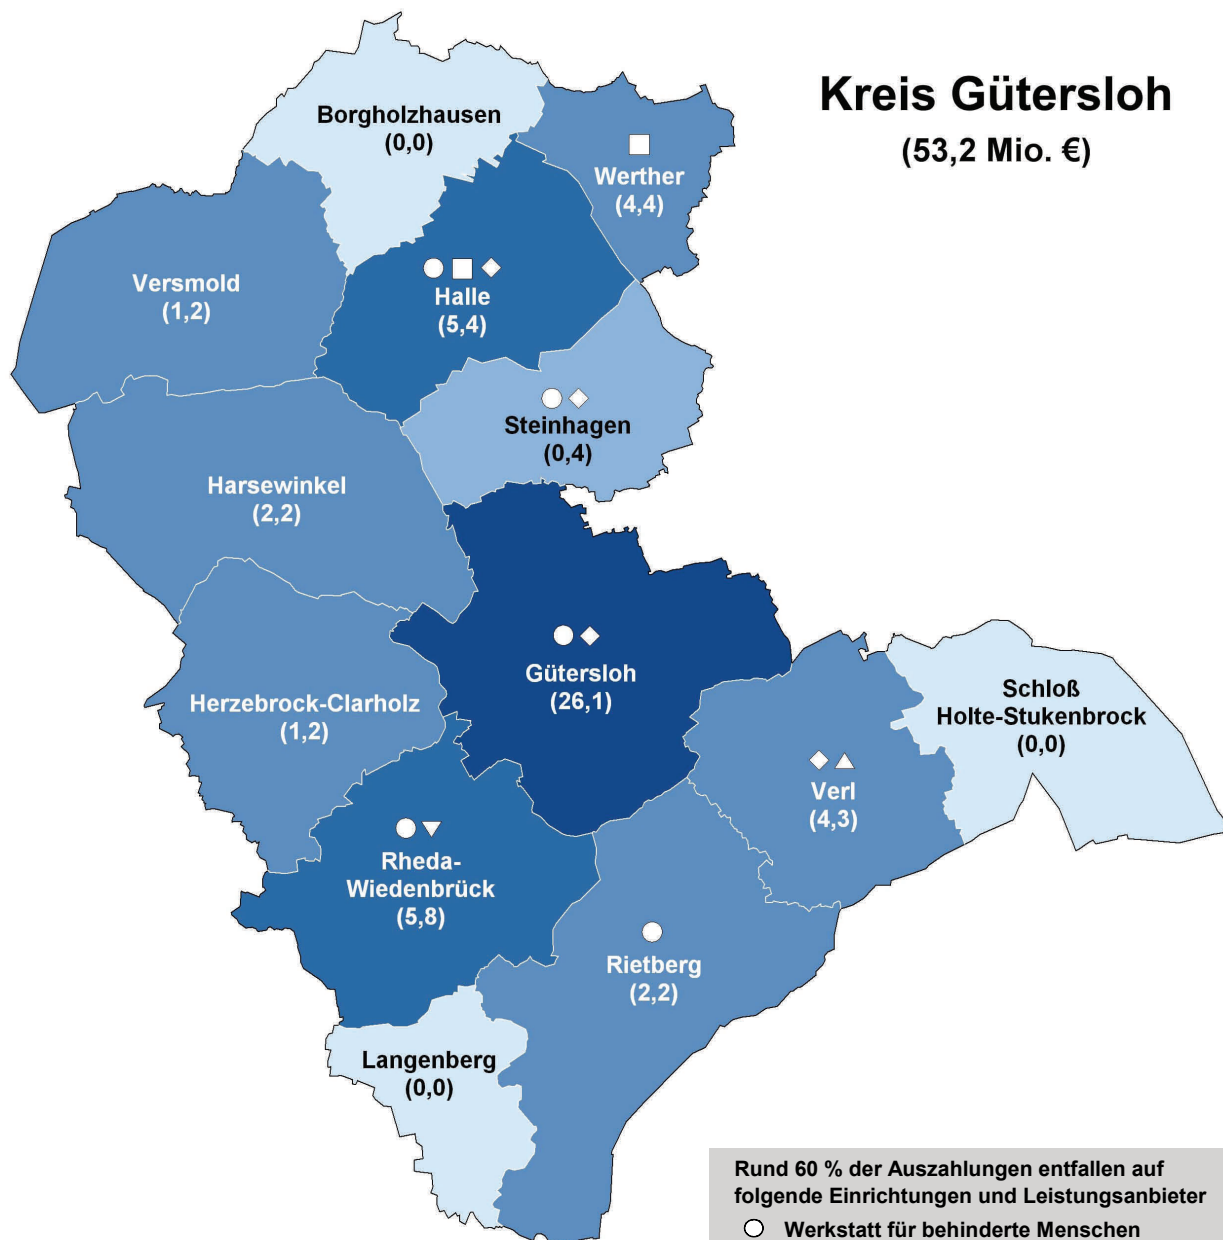 Kreis Gütersloh
(53,2 Mio. €)
Borgholzhausen
(0,0)
Werther
(4,4)
Versmold
(1,2)
Halle
(5,4)
Steinhagen
(0,4)
Harsewinkel
(2,2)
Gütersloh
(26,1)
Herzebrock-Clarholz
(1,2)
Schloß
Holte-Stukenbrock
(0,0)
Verl
(4,3)
Rheda-
Wiedenbrück
(5,8)
Rietberg
(2,2)
Langenberg
(0,0)
Rund 60 % der Auszahlungen entfallen auf
folgende Einrichtungen und Leistungsanbieter
Werkstatt für behinderte Menschen